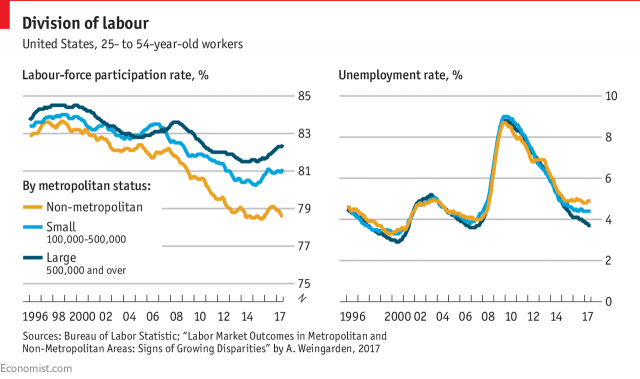 Division of labour
United States, 25- to 54-year-old workers
Labour-force participation rate, %
85
83
81
79
77
75
By metropolitan status:
Non-metropolitan
Small
100,000-500,000
Large
500,000 and over
1996 98 2000 02 04 06 08 10 12 14 17
Unemployment rate, %
10
8
6
4
2
0
1996 2000 02 04 06 08 10 12 14 17
Sources: Bureau of Labor Statistic; “Labor Market Outcomes in Metropolitan and
Non-Metropolitan Areas: Signs of Growing Disparities” by A. Weingarden, 2017
Economist.com